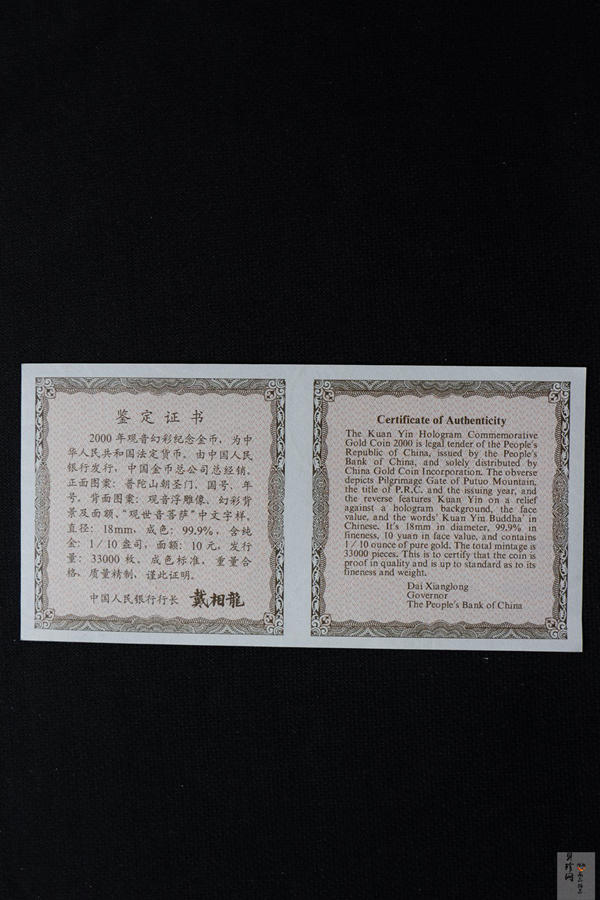 鉴定证书
2000年观音幻彩纪念金币，为中
华人民共和国法定货币。由中国人民
银行发行，中国金币总公司总经销。
正面图案：普陀山朝圣门、国号、年
号。背面图案：观音浮雕像、幻彩背
景及面额、“观世音菩萨”中文字样。
直径：18mm，成色：99.9%，含纯
金：1/10盎司，面额：10元，发行
量：33000枚。成色标准，重量合
格，质量精制，谨此证明。
中国人民银行行长 戴相龍
Certificate of Authenticity
The Kuan Yin Hologram Commemorative
Gold Coin 2000 is legal tender of the People's
Republic of China, issued by the People's
Bank of China, and solely distributed by
China Gold Coin Incorporation. The obverse
depicts Pilgrimage Gate of Putuo Mountain,
the title of P.R.C. and the issuing year, and
the reverse features Kuan Yin on a relief
against a hologram background, the face
value, and the words' Kuan Yin Buddha' in
Chinese. It's 18mm in diameter, 99.9% in
fineness, 10 yuan in face value, and contains
1/10 ounce of pure gold. The total mintage is
33000 pieces. This is to certify that the coin is
proof in quality and is up to standard as to its
fineness and weight.
Dai Xianglong
Governor
The People's Bank of China